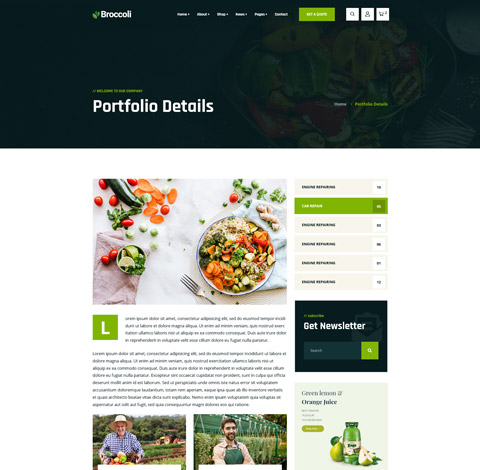 Broccoli
Home About Shop News Pages Contact GET A QUOTE
// WELCOME TO OUR COMPANY
Portfolio Details
Home Portfolio Details
ENGINE REPAIRING 10
CAR REPAIR 05
ENGINE REPAIRING 03
ENGINE REPAIRING 06
ENGINE REPAIRING 01
ENGINE REPAIRING 12
L
orem ipsum dolor sit amet, consectetur adipisicing elit, sed do eiusmod tempor incidi
dunt ut labore et dolore magna aliqua. Ut enim ad minim veniam, quis nostrud exerc
itation ullamco laboris nisi ut aliquip ex ea commodo consequat. Duis aute irure dolor
in reprehenderit in voluptate velit esse cillum dolore eu fugiat nulla pariatur.
Lorem ipsum dolor sit amet, consectetur adipisicing elit, sed do eiusmod tempor incididunt ut labore et
dolore magna aliqua. Ut enim ad minim veniam, quis nostrud exercitation ullamco laboris nisi ut aliquip ex
ea commodo consequat. Duis aute irure dolor in reprehenderit in voluptate velit esse cillum dolore eu fugiat
nulla pariatur. Excepteur sint occaecat cupidatat non proident, sunt in culpa qui officia
deserunt mollit anim id est laborum. Sed ut perspiciatis unde omnis iste natus error sit voluptatem
accusantium doloremque laudantium, totam rem aperiam, eaque ipsa quae ab illo inventore veritatis
et quasi architecto beatae vitae dicta sunt explicabo. Nemo enim ipsam voluptatem quia voluptas sit
aspernatur aut odit aut fugit, sed quia consequuntur magni dolores eos qui ratione voluptatem.
// subscribe
Get Newsletter
Search
Green lemon &
Orange Juice